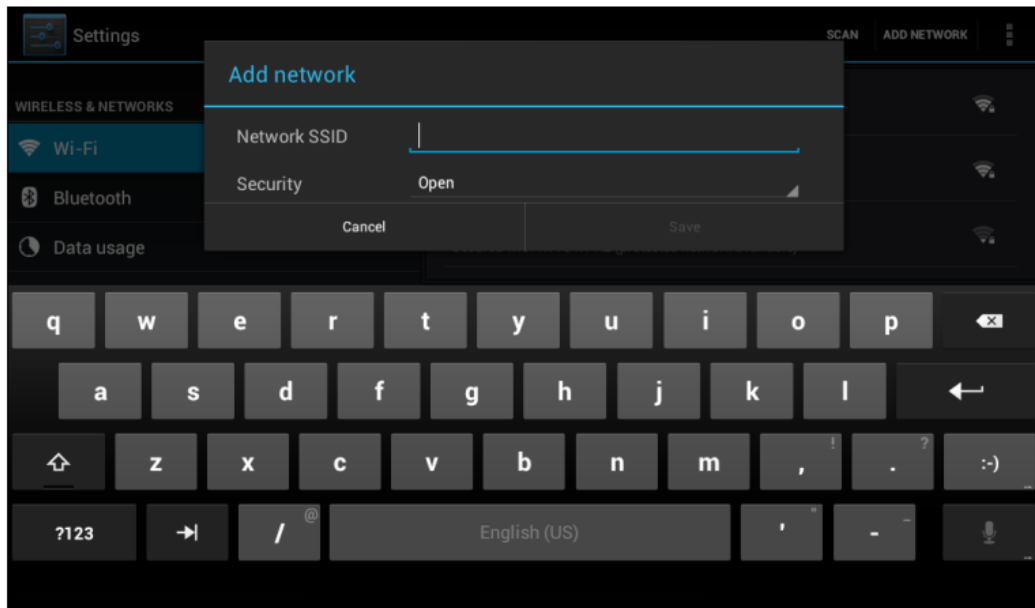 Settings
SCAN ADD NETWORK
Add network
WIRELESS & NETWORKS
Network SSID
Wi-Fi
Security Open
Bluetooth
Cancel Save
Data usage
q w e r t y u i o p
a s d f g h j k l
z x c v b n m , ! . ? :-) ...
?123 / @ English (US) ' " - _ ...